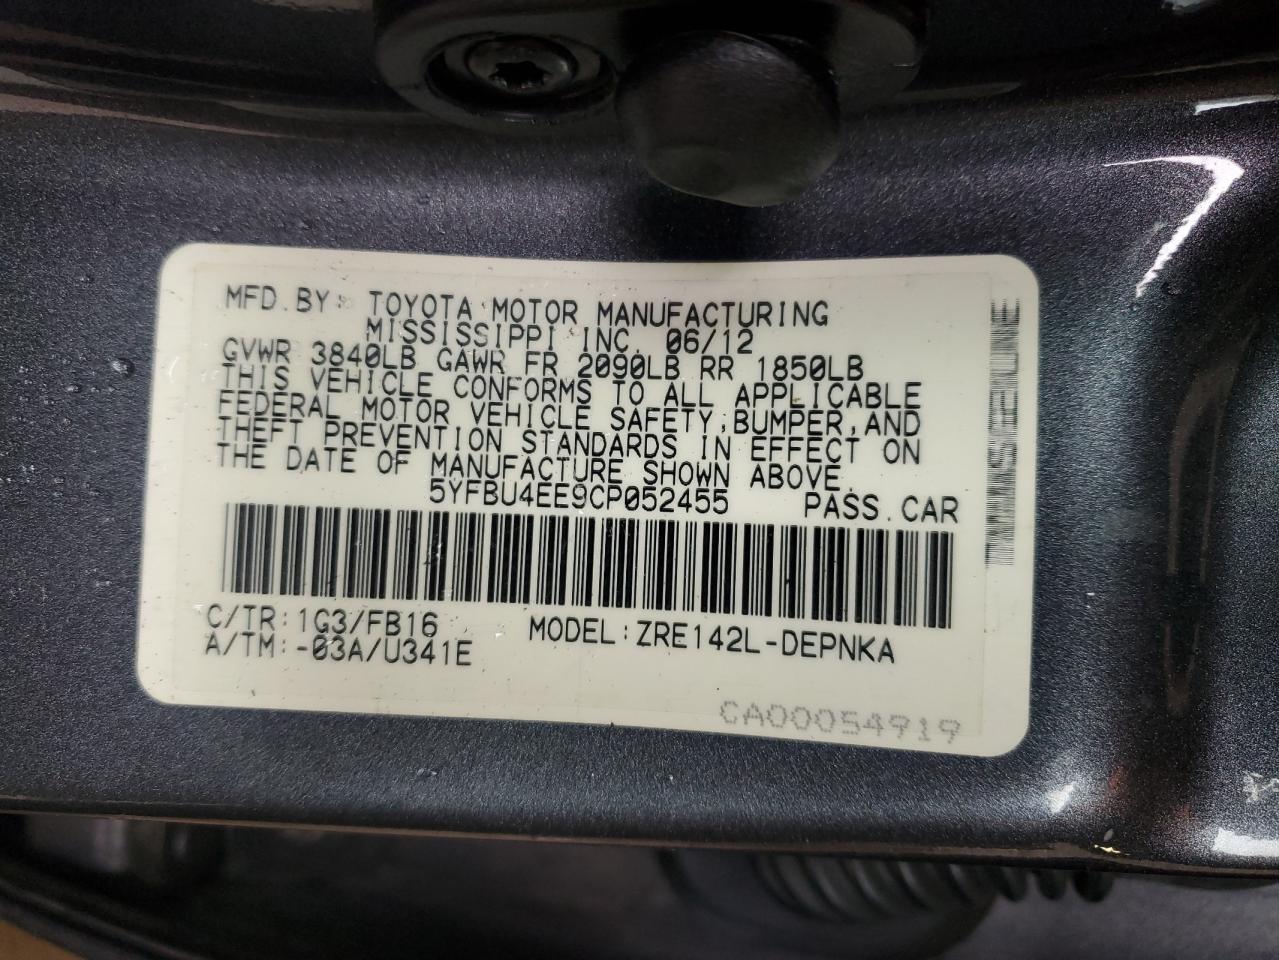 MFD.BY: TOYOTA MOTOR MANUFACTURING
MISSISSIPPI INC. 06/12
GVWR 3840LB GAWR FR 2090LB RR 1850LB
THIS VEHICLE CONFORMS TO ALL APPLICABLE
FEDERAL MOTOR VEHICLE SAFETY,BUMPER,AND
THEFT PREVENTION STANDARDS IN EFFECT ON
THE DATE OF MANUFACTURE SHOWN ABOVE.
5YFBU4EE9CP052455 PASS.CAR
C/TR:1G3/FB16 MODEL:ZRE142L-DEPNKA
A/TM:-03A/U341E
CA00054919